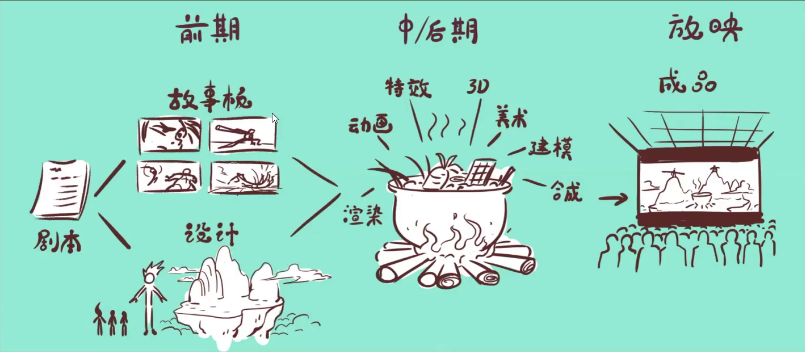 前期
中/后期
放映
故事板
剧本
设计
特效
3D
动画
美术
建模
渲染
合成
成品